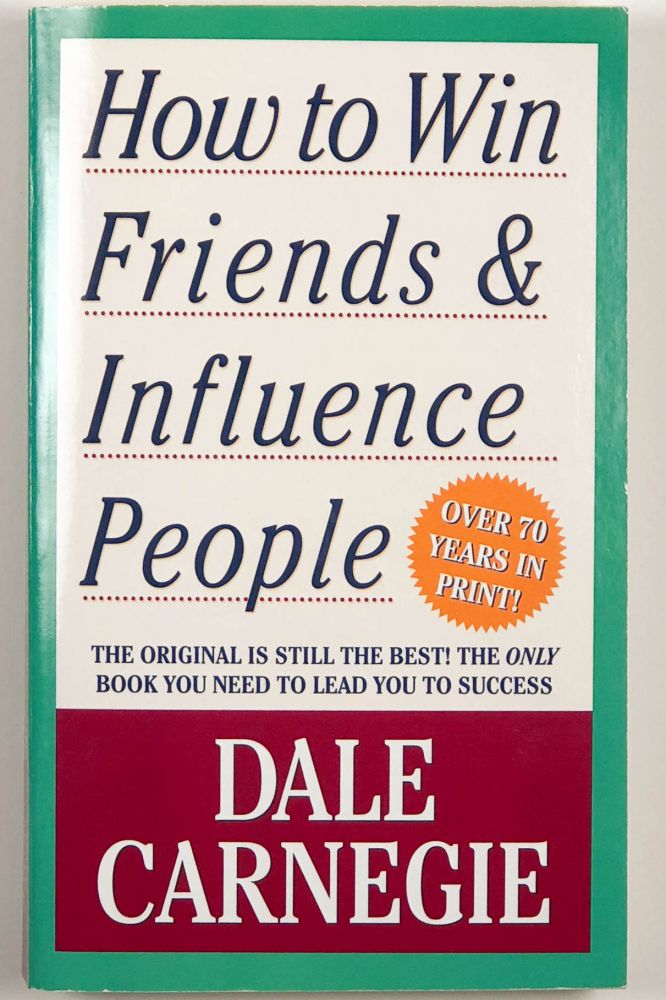 How to Win
Friends &
Influence
People
OVER 70
YEARS IN
PRINT!
THE ORIGINAL IS STILL THE BEST! THE ONLY
BOOK YOU NEED TO LEAD YOU TO SUCCESS
DALE
CARNEGIE